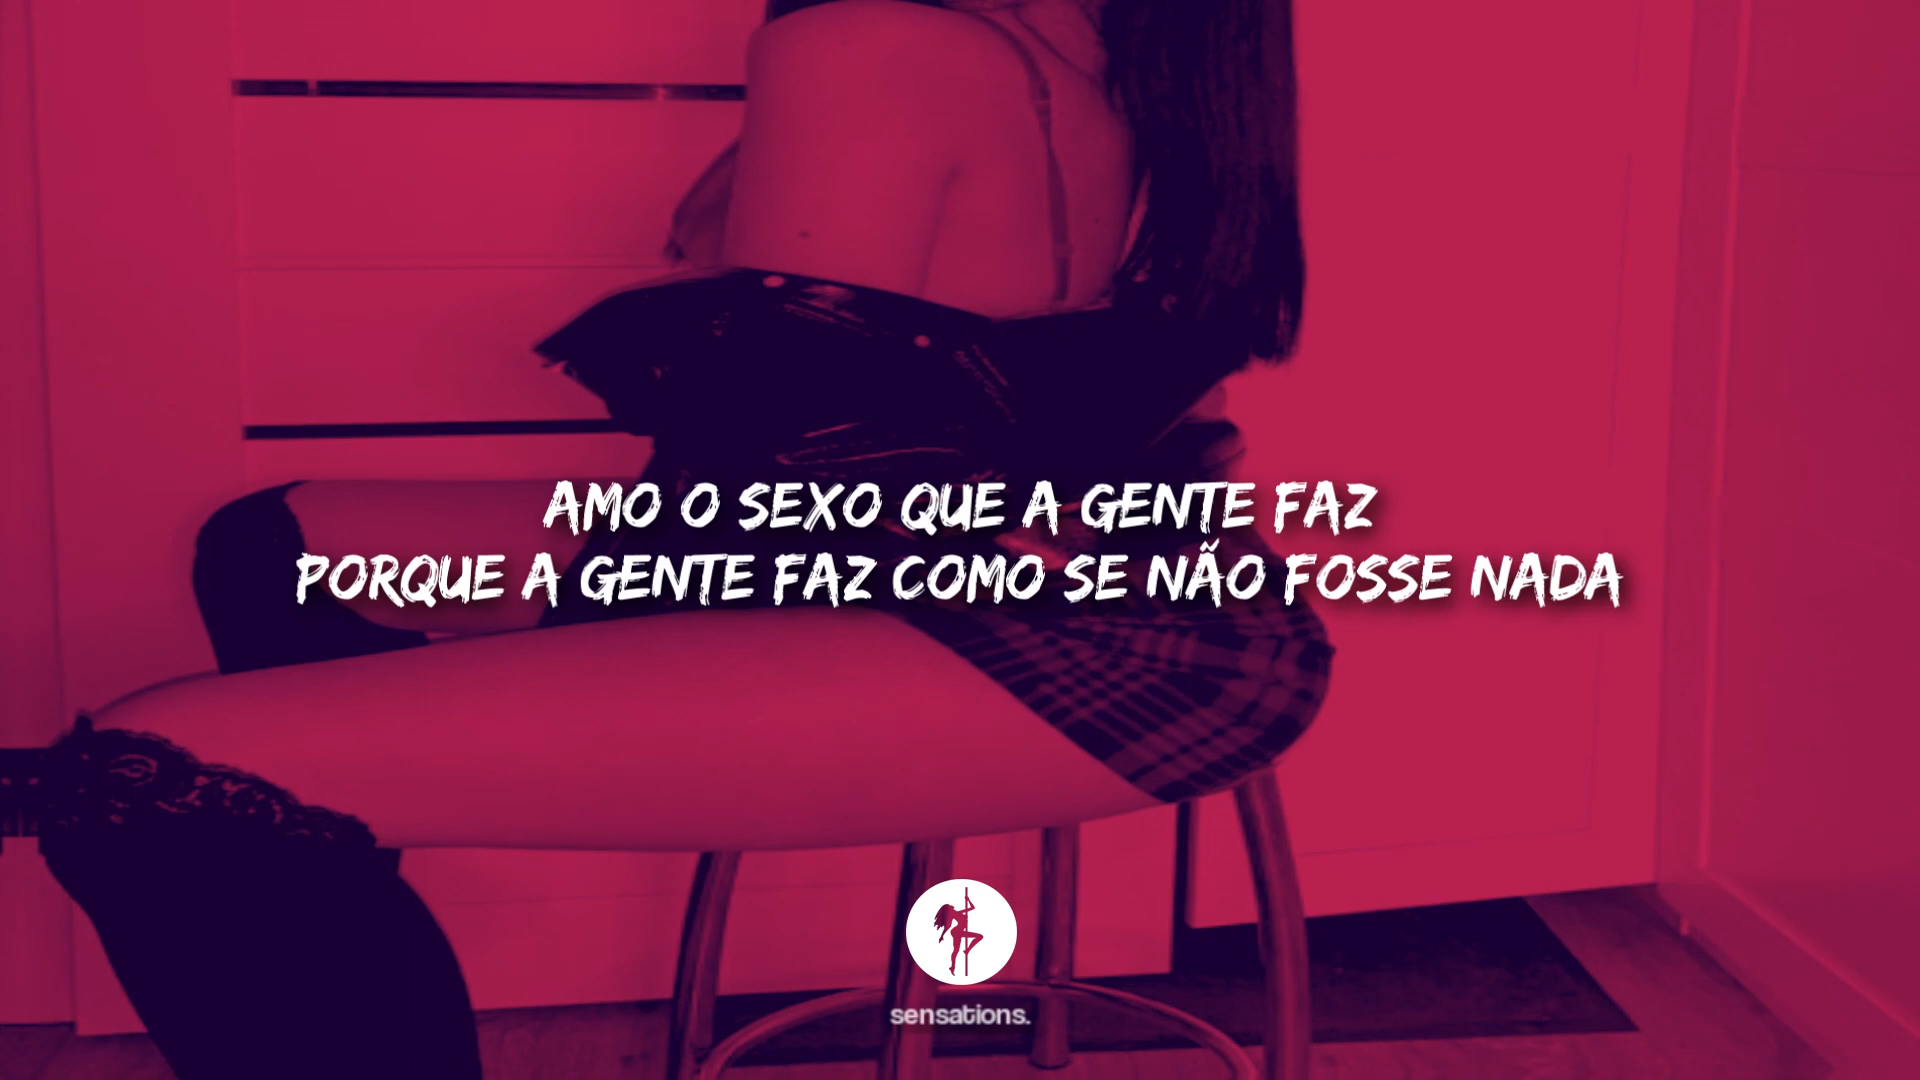 AMO O SEXO QUE A GENTE FAZ
PORQUE A GENTE FAZ COMO SE NÃO FOSSE NADA
sensations.